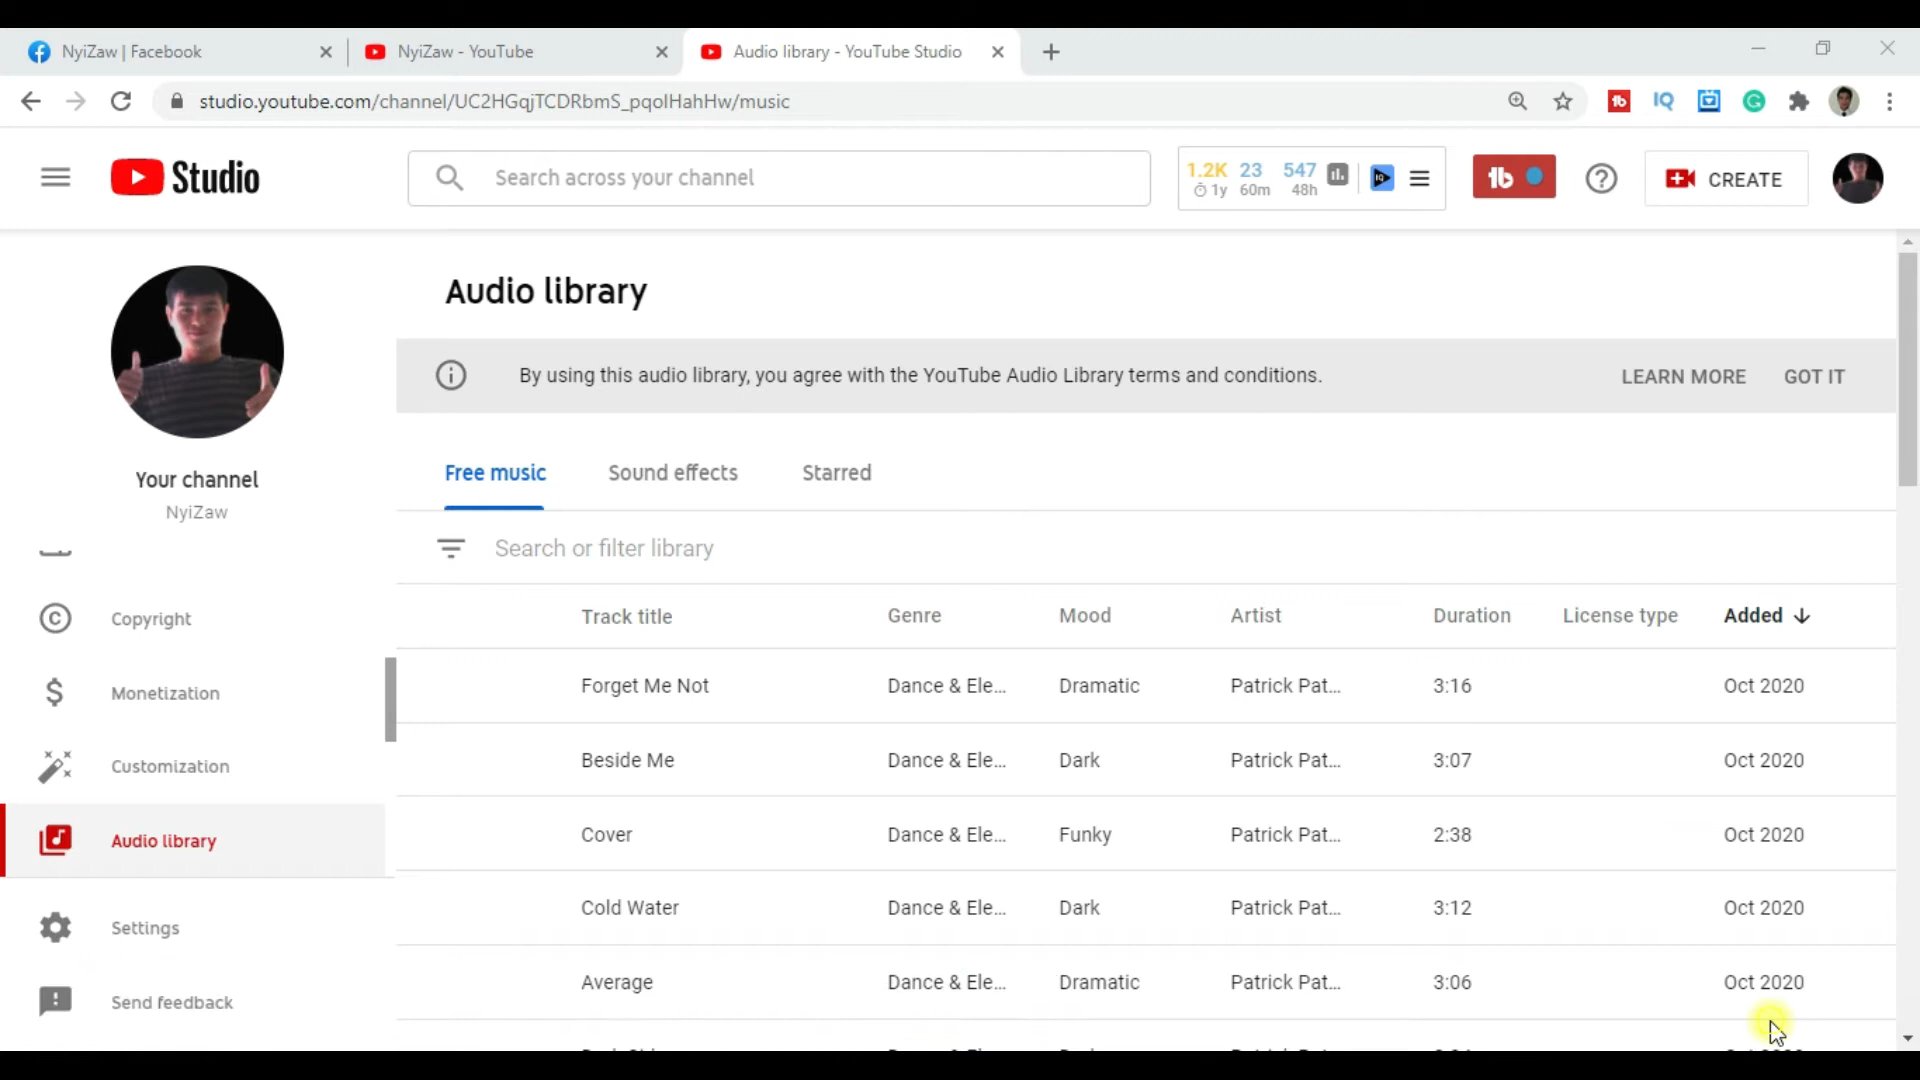 NyiZaw | Facebook
NyiZaw - YouTube
Audio library - YouTube Studio
studio.youtube.com/channel/UC2HGqjTCDRbmS_pqolHahHw/music
IQ
Studio
Search across your channel
1.2K 23 547
1y 60m 48h
CREATE
Audio library
By using this audio library, you agree with the YouTube Audio Library terms and conditions.
LEARN MORE GOT IT
Your channel
NyiZaw
Free music Sound effects Starred
Search or filter library
Copyright
Monetization
Customization
Audio library
Settings
Send feedback
Track title Genre Mood Artist Duration License type Added
Forget Me Not Dance & Ele... Dramatic Patrick Pat... 3:16 Oct 2020
Beside Me Dance & Ele... Dark Patrick Pat... 3:07 Oct 2020
Cover Dance & Ele... Funky Patrick Pat... 2:38 Oct 2020
Cold Water Dance & Ele... Dark Patrick Pat... 3:12 Oct 2020
Average Dance & Ele... Dramatic Patrick Pat... 3:06 Oct 2020